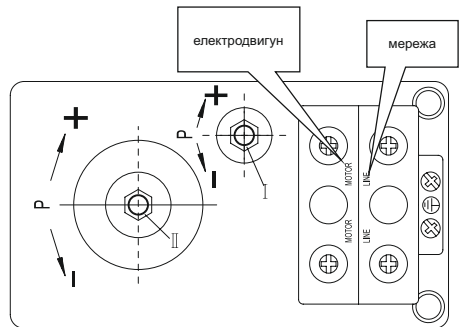 електродвигун
мережа
+
+
P
P
-
-
I
II
MOTOR
LINE
MOTOR
LINE